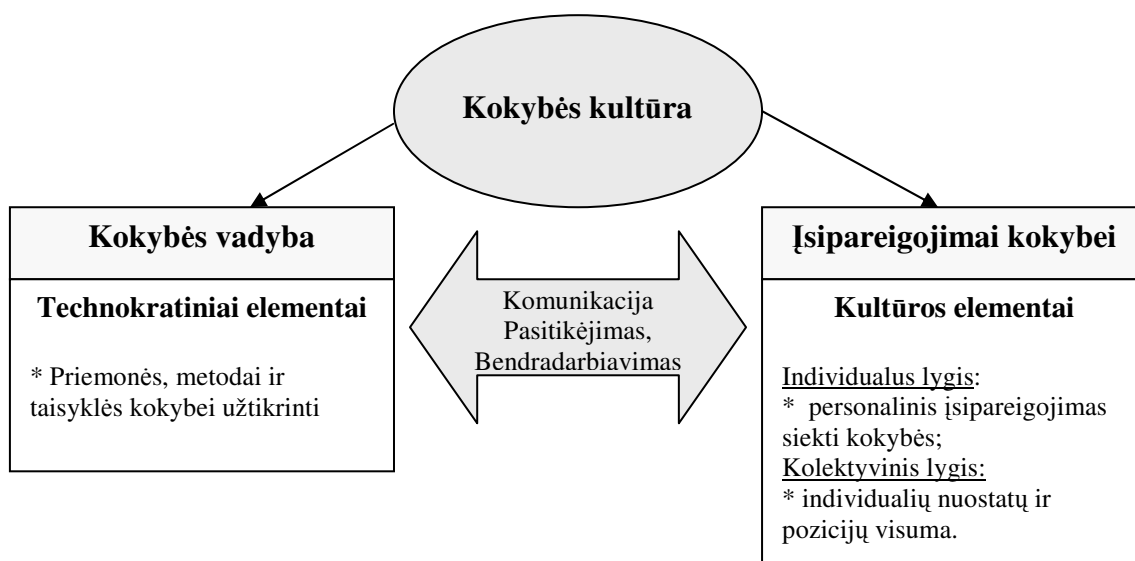 Kokybės kultūra
Kokybės vadyba
Technokratiniai elementai
* Priemonės, metodai ir
taisyklės kokybei užtikrinti
Komunikacija
Pasitikėjimas,
Bendradarbiavimas
Įsipareigojimai kokybei
Kultūros elementai
Individualus lygis:
* personalinis įsipareigojimas
siekti kokybės;
Kolektyvinis lygis:
* individualių nuostatų ir
pozicijų visuma.